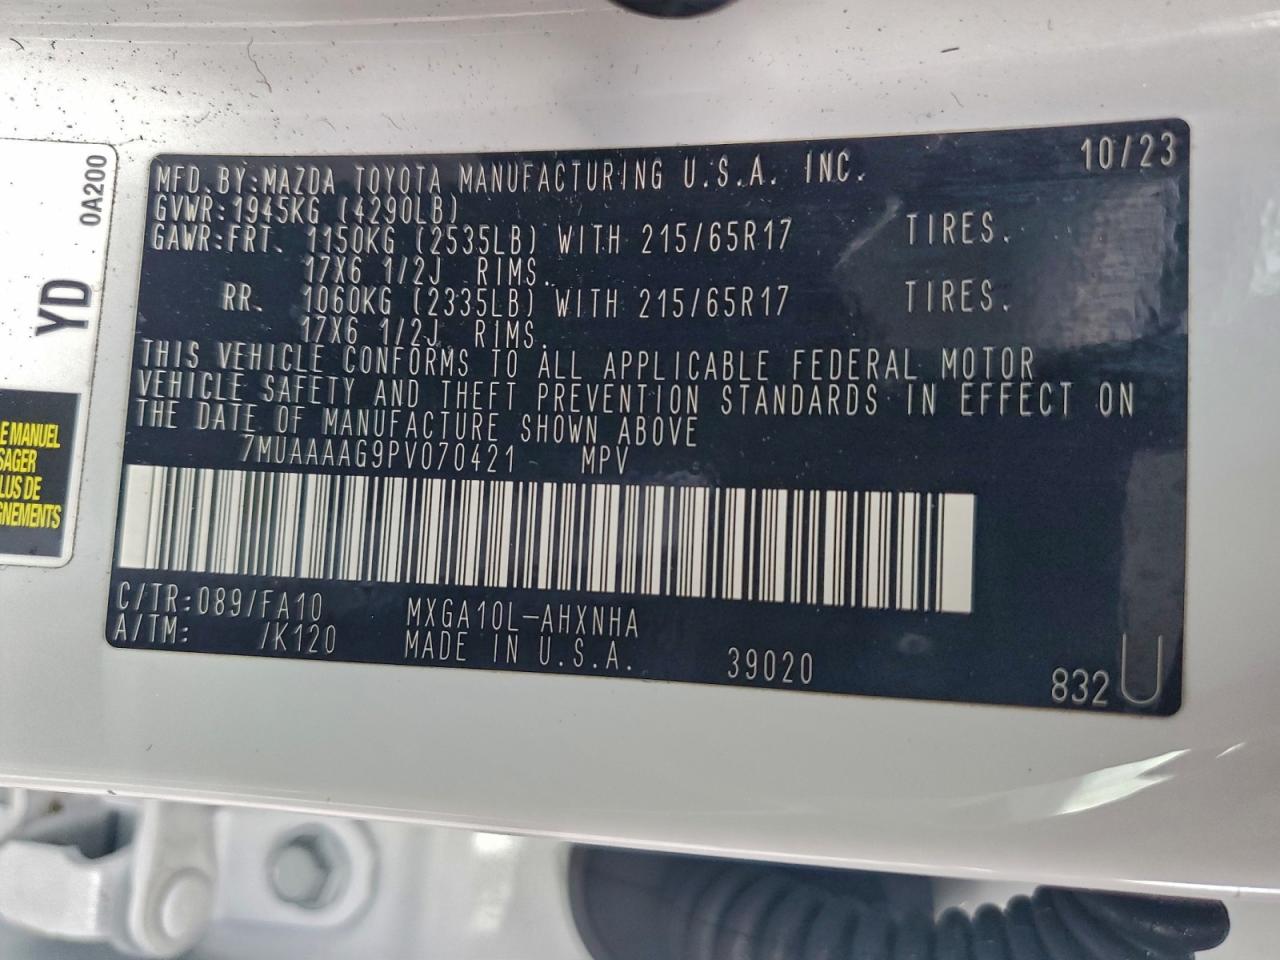 MFD.BY:MAZDA TOYOTA MANUFACTURING U.S.A. INC. 10/23
GVWR:1945KG (4290LB)
GAWR:FRT. 1150KG (2535LB) WITH 215/65R17 TIRES.
17X6 1/2J RIMS.
RR. 1060KG (2335LB) WITH 215/65R17 TIRES.
17X6 1/2J RIMS.
THIS VEHICLE CONFORMS TO ALL APPLICABLE FEDERAL MOTOR
VEHICLE SAFETY AND THEFT PREVENTION STANDARDS IN EFFECT ON
THE DATE OF MANUFACTURE SHOWN ABOVE
7MUAAAAG9PV070421 MPV
C/TR:089/FA10 MXGA10L-AHXNHA
A/TM: /K120 MADE IN U.S.A. 39020
832 U
YD
0A200
E MANUEL
SAGER
LUS DE
GNEMENTS